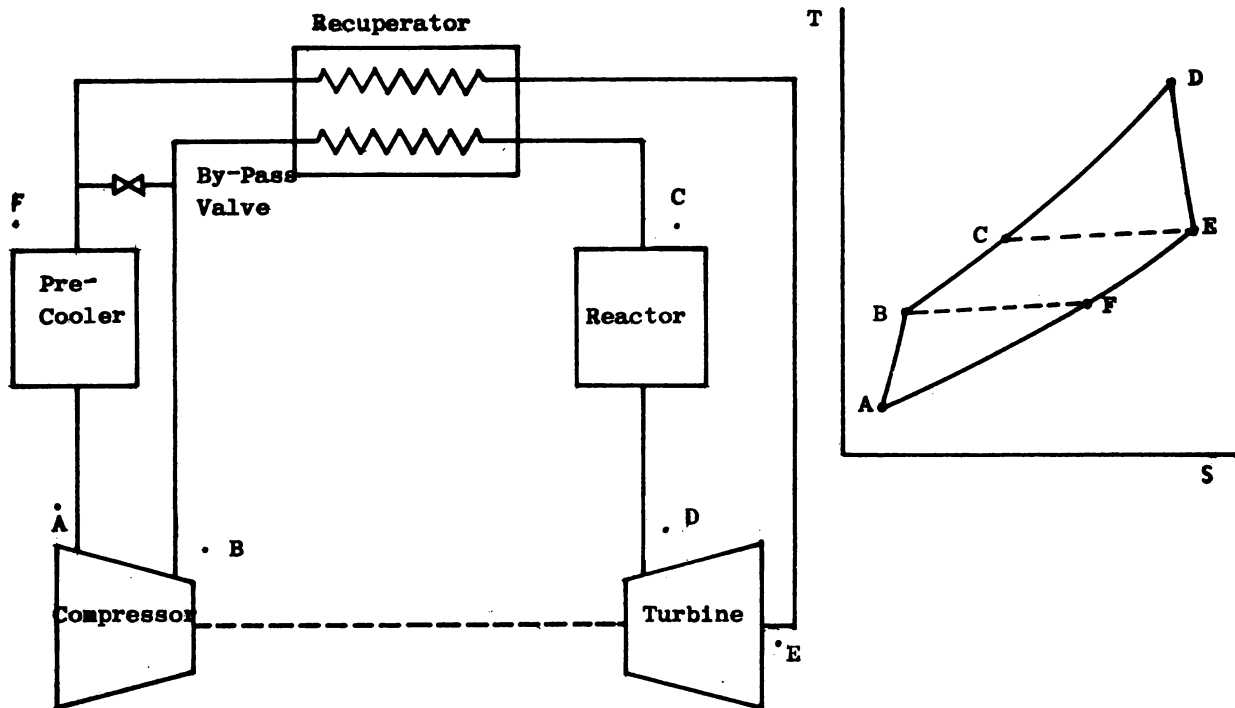 Recuperator
By-Pass
Valve
F
C
Pre-
Cooler
Reactor
A
B
D
Compressor
Turbine
E
T
D
C
E
B
F
A
S